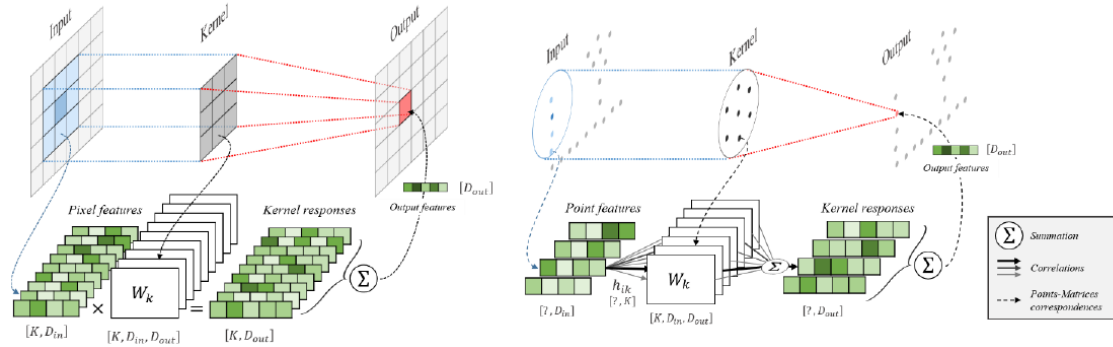 Input
Kernel
Output
[D_out]
Output features
Pixel features
Kernel responses
W_k
Σ
×
=
[K, D_in]
[K, D_in, D_out]
[K, D_out]
Input
Kernel
Output
[D_out]
Output features
Point features
Kernel responses
Σ
h_ik
[?, K]
W_k
Σ
[?, D_in]
[K, D_in, D_out]
[?, D_out]
Σ Summation
Correlations
Points-Matrices
correspondences